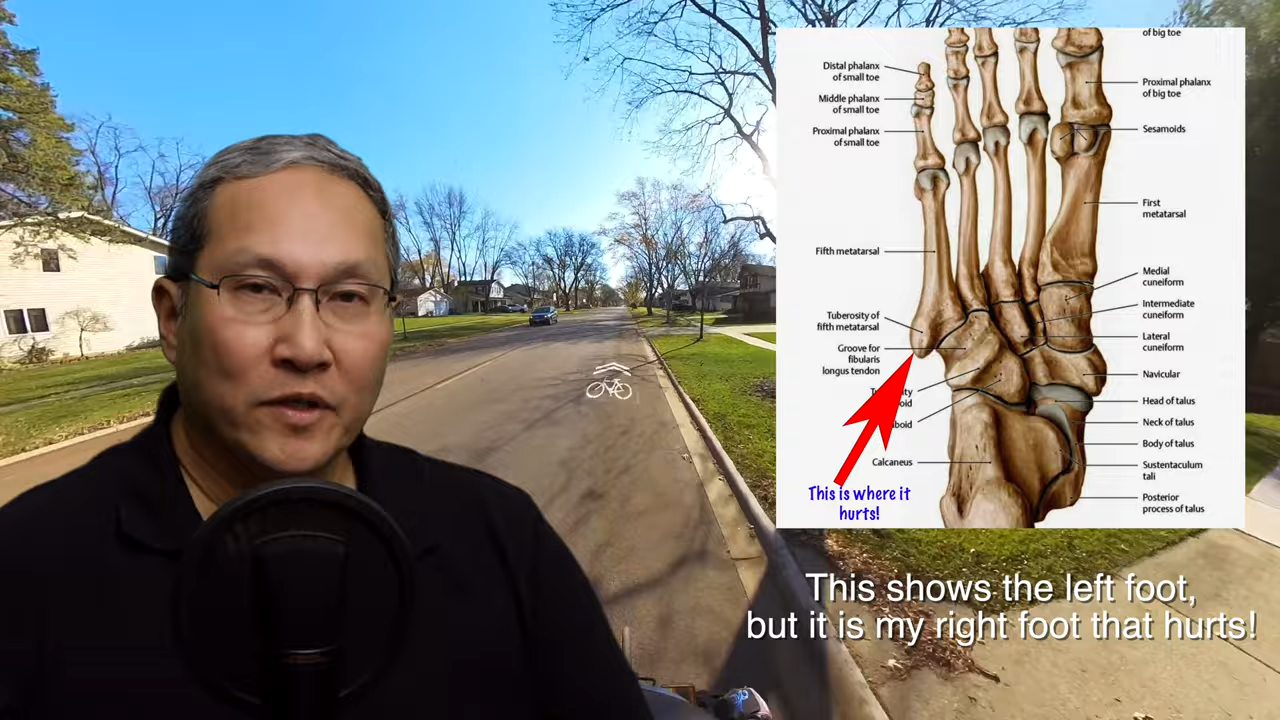 of big toe
Distal phalanx
of small toe
Middle phalanx
of small toe
Proximal phalanx
of small toe
Fifth metatarsal
Tuberosity of
fifth metatarsal
Groove for
fibularis
longus tendon
Calcaneus
Proximal phalanx
of big toe
Sesamoids
First
metatarsal
Medial
cuneiform
Intermediate
cuneiform
Lateral
cuneiform
Navicular
Head of talus
Neck of talus
Body of talus
Sustentaculum
tali
Posterior
process of talus
This is where it
hurts!
This shows the left foot,
but it is my right foot that hurts!